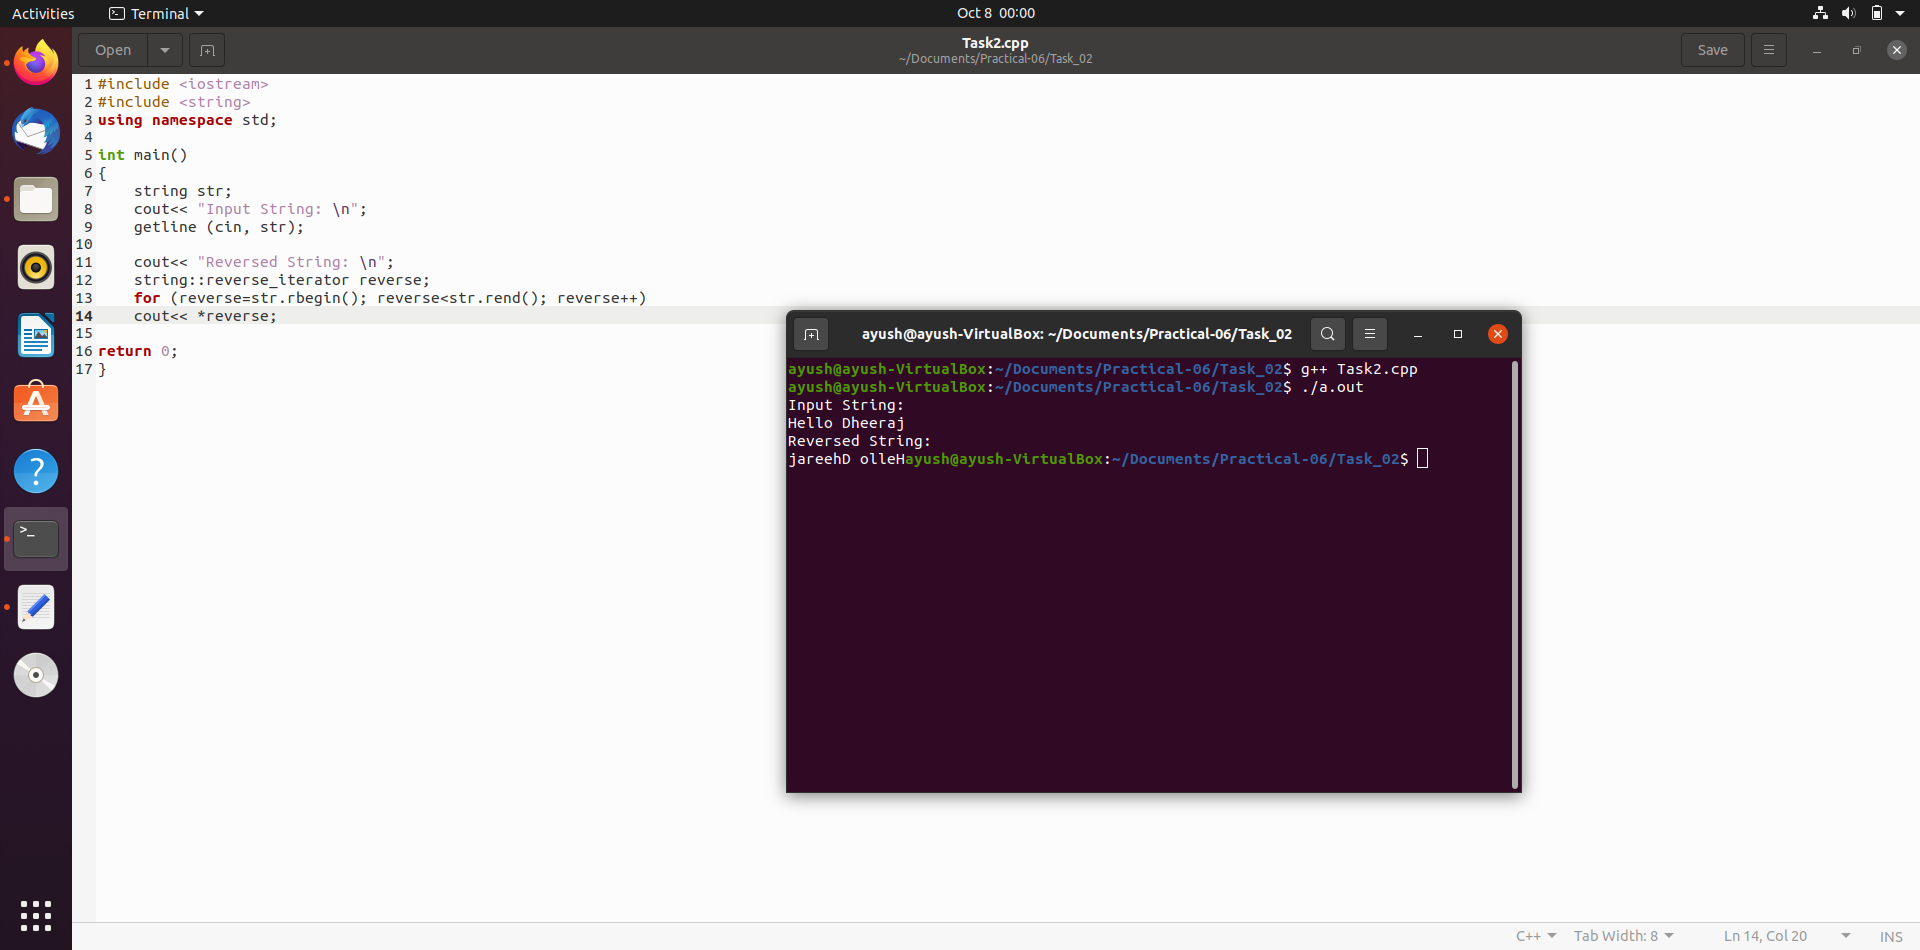 Activities
Terminal
Oct 8 00:00
Open
Task2.cpp
~/Documents/Practical-06/Task_02
Save
1 #include <iostream>
2 #include <string>
3 using namespace std;
4
5 int main()
6 {
7     string str;
8     cout<< "Input String: \n";
9     getline (cin, str);
10
11     cout<< "Reversed String: \n";
12     string::reverse_iterator reverse;
13     for (reverse=str.rbegin(); reverse<str.rend(); reverse++)
14     cout<< *reverse;
15
16 return 0;
17 }
ayush@ayush-VirtualBox: ~/Documents/Practical-06/Task_02
ayush@ayush-VirtualBox:~/Documents/Practical-06/Task_02$ g++ Task2.cpp
ayush@ayush-VirtualBox:~/Documents/Practical-06/Task_02$ ./a.out
Input String:
Hello Dheeraj
Reversed String:
jareehD olleHayush@ayush-VirtualBox:~/Documents/Practical-06/Task_02$
C++
Tab Width: 8
Ln 14, Col 20
INS